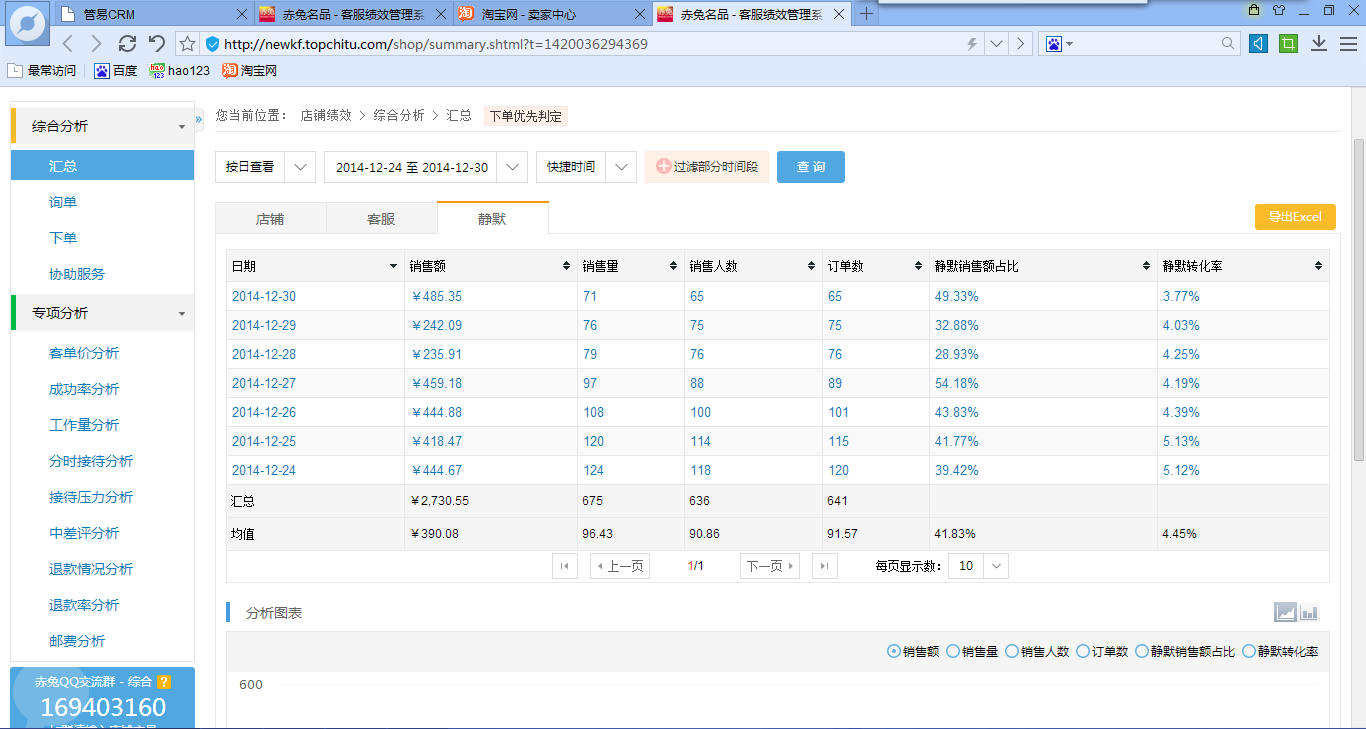 管易CRM
赤兔名品 - 客服绩效管理系
淘宝网 - 卖家中心
赤兔名品 - 客服绩效管理系
http://newkf.topchitu.com/shop/summary.shtml?t=1420036294369
最常访问 百度 hao123 淘宝网
综合分析
汇总
询单
下单
协助服务
专项分析
客单价分析
成功率分析
工作量分析
分时接待分析
接待压力分析
中差评分析
退款情况分析
退款率分析
邮费分析
赤兔QQ交流群 - 综合 ?
169403160
您当前位置： 店铺绩效 > 综合分析 > 汇总 下单优先判定
按日查看 2014-12-24 至 2014-12-30 快捷时间 过滤部分时间段 查 询
店铺 客服 静默 导出Excel
日期 销售额 销售量 销售人数 订单数 静默销售额占比 静默转化率
2014-12-30 ￥485.35 71 65 65 49.33% 3.77%
2014-12-29 ￥242.09 76 75 75 32.88% 4.03%
2014-12-28 ￥235.91 79 76 76 28.93% 4.25%
2014-12-27 ￥459.18 97 88 89 54.18% 4.19%
2014-12-26 ￥444.88 108 100 101 43.83% 4.39%
2014-12-25 ￥418.47 120 114 115 41.77% 5.13%
2014-12-24 ￥444.67 124 118 120 39.42% 5.12%
汇总 ￥2,730.55 675 636 641
均值 ￥390.08 96.43 90.86 91.57 41.83% 4.45%
上一页 1/1 下一页 每页显示数： 10
分析图表
销售额 销售量 销售人数 订单数 静默销售额占比 静默转化率
600